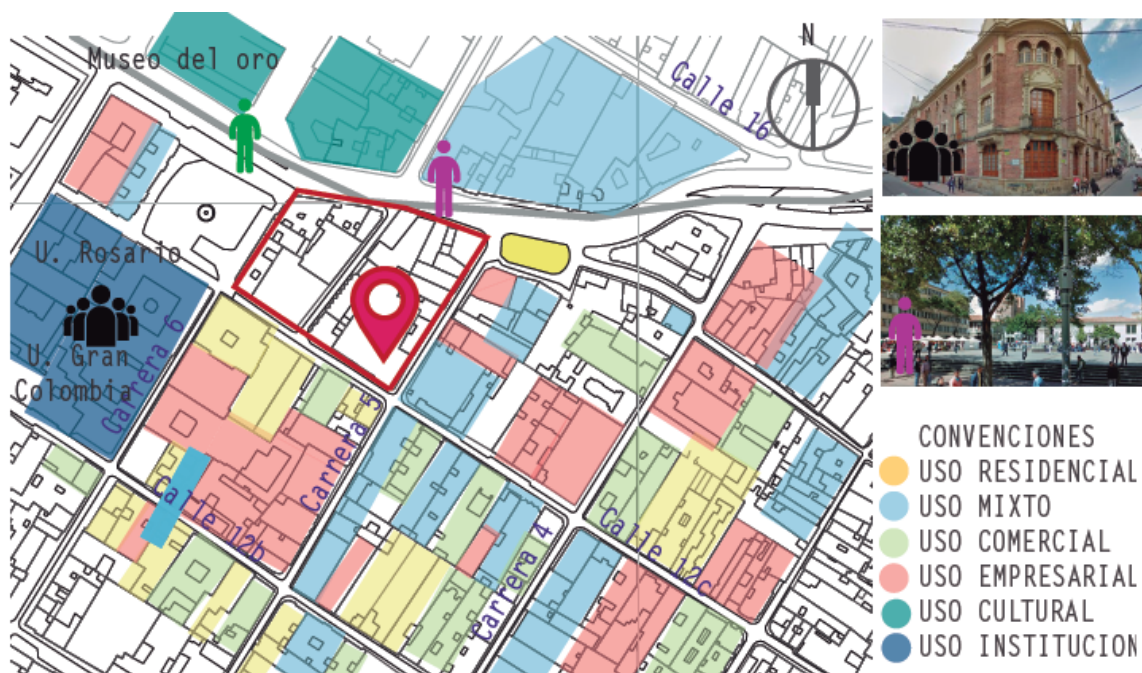 Museo del oro
N
Calle 16
U. Rosario
Carrera 6
U. Gran
Colombia
Carrera 5
Calle 12b
Carrera 4
Calle 12c
CONVENCIONES
USO RESIDENCIAL
USO MIXTO
USO COMERCIAL
USO EMPRESARIAL
USO CULTURAL
USO INSTITUCION